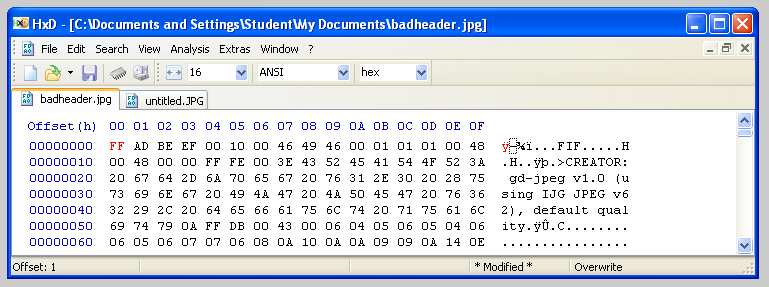 HxD - [C:\Documents and Settings\Student\My Documents\badheader.jpg]
File Edit Search View Analysis Extras Window ?
16 ANSI hex
badheader.jpg untitled.JPG
Offset(h) 00 01 02 03 04 05 06 07 08 09 0A 0B 0C 0D 0E 0F
00000000 FF AD BE EF 00 10 00 46 49 46 00 01 01 01 00 48 ÿ-¾ï...FIF.....H
00000010 00 48 00 00 FF FE 00 3E 43 52 45 41 54 4F 52 3A .H..ÿþ.>CREATOR:
00000020 20 67 64 2D 6A 70 65 67 20 76 31 2E 30 20 28 75 gd-jpeg v1.0 (u
00000030 73 69 6E 67 20 49 4A 47 20 4A 50 45 47 20 76 36 sing IJG JPEG v6
00000040 32 29 2C 20 64 65 66 61 75 6C 74 20 71 75 61 6C 2), default qual
00000050 69 74 79 0A FF DB 00 43 00 06 04 05 06 05 04 06 ity.ÿÛ.C........
00000060 06 05 06 07 07 06 08 0A 10 0A 0A 09 09 0A 14 0E ................
Offset: 1 * Modified * Overwrite